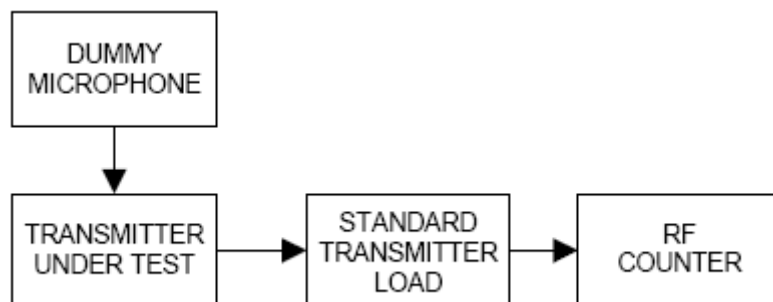 DUMMY
MICROPHONE
TRANSMITTER
UNDER TEST
STANDARD
TRANSMITTER
LOAD
RF
COUNTER